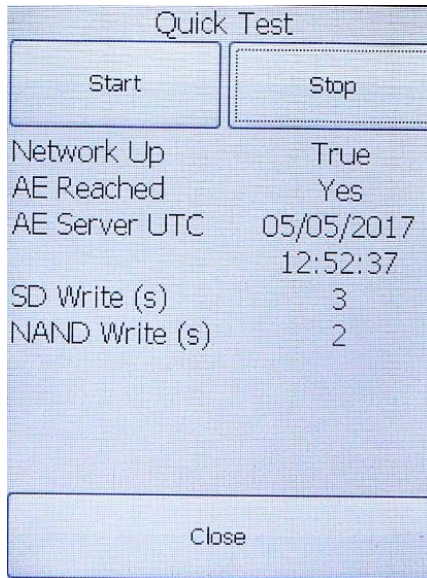 Quick Test
Start Stop
Network Up True
AE Reached Yes
AE Server UTC 05/05/2017
12:52:37
SD Write (s) 3
NAND Write (s) 2
Close